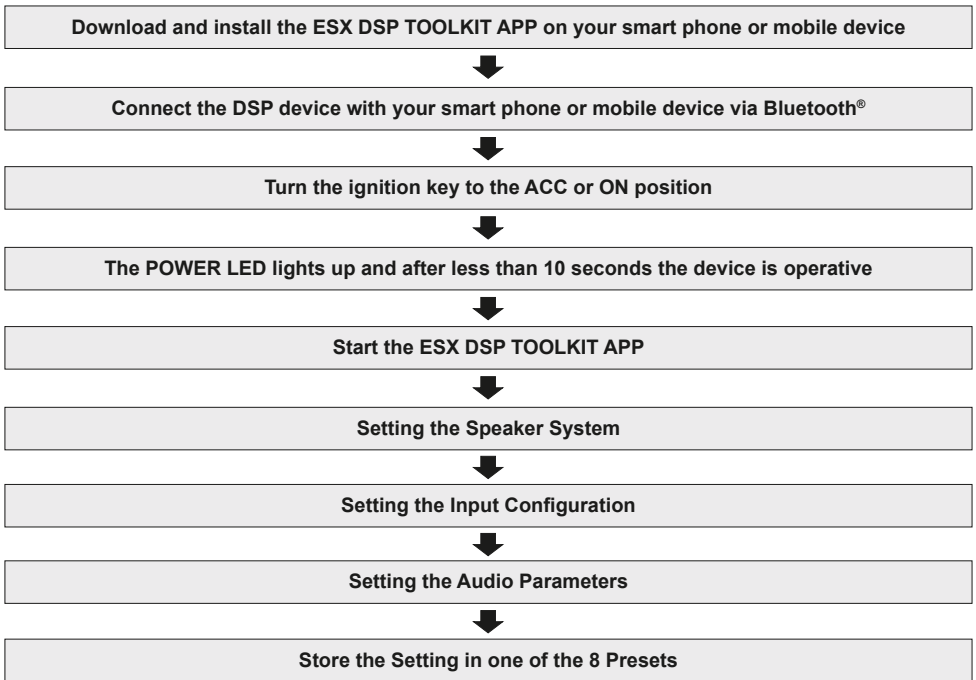 Download and install the ESX DSP TOOLKIT APP on your smart phone or mobile device
Connect the DSP device with your smart phone or mobile device via Bluetooth®
Turn the ignition key to the ACC or ON position
The POWER LED lights up and after less than 10 seconds the device is operative
Start the ESX DSP TOOLKIT APP
Setting the Speaker System
Setting the Input Configuration
Setting the Audio Parameters
Store the Setting in one of the 8 Presets